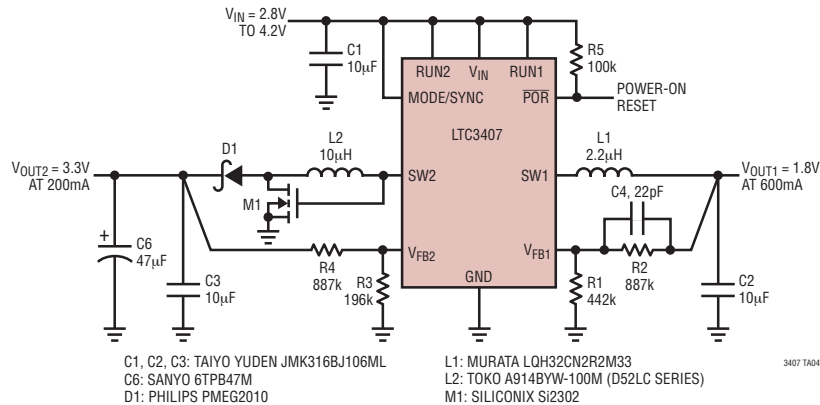 VIN = 2.8V
TO 4.2V
C1
10µF
R5
100k
RUN2
VIN
RUN1
MODE/SYNC
POR
POWER-ON
RESET
LTC3407
VOUT2 = 3.3V
AT 200mA
D1
L2
10µH
M1
SW2
SW1
L1
2.2µH
VOUT1 = 1.8V
AT 600mA
C4, 22pF
+
C6
47µF
C3
10µF
R4
887k
R3
196k
VFB2
VFB1
GND
R1
442k
R2
887k
C2
10µF
C1, C2, C3: TAIYO YUDEN JMK316BJ106ML
C6: SANYO 6TPB47M
D1: PHILIPS PMEG2010
L1: MURATA LQH32CN2R2M33
L2: TOKO A914BYW-100M (D52LC SERIES)
M1: SILICONIX Si2302
3407 TA04